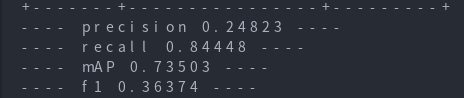 +-------+----------------+---------+
---- precision 0.24823 ----
---- recall 0.84448 ----
---- mAP 0.73503 ----
---- f1 0.36374 ----